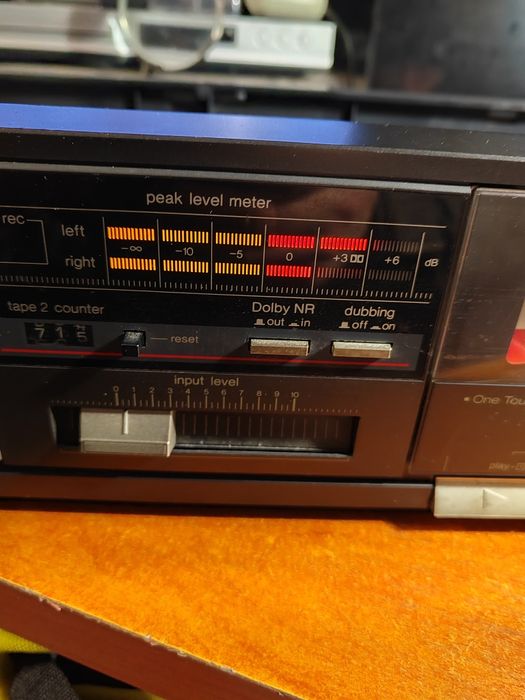 peak level meter
rec
left
-∞ -10 -5 0 +3 +6 dB
right
tape 2 counter
Dolby NR
out in
dubbing
off on
71
reset
input level
0 1 2 3 4 5 6 7 8 9 10
One Tou
play-